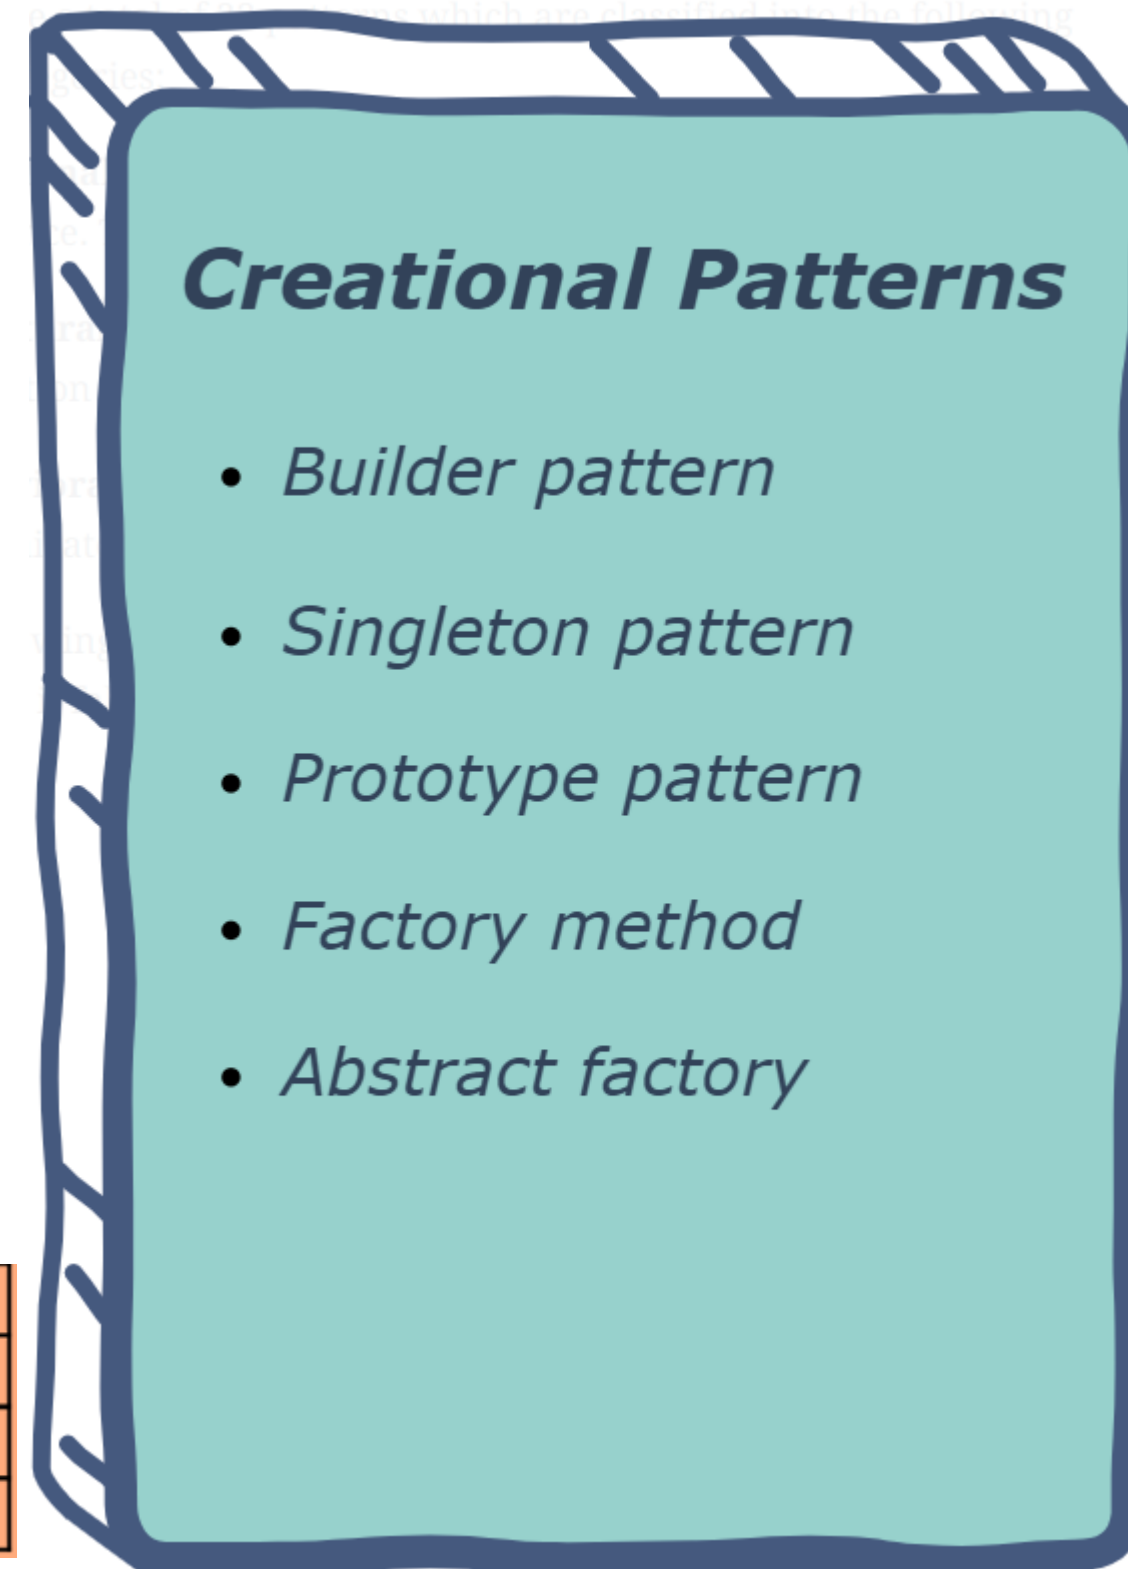 Creational Patterns
• Builder pattern
• Singleton pattern
• Prototype pattern
• Factory method
• Abstract factory